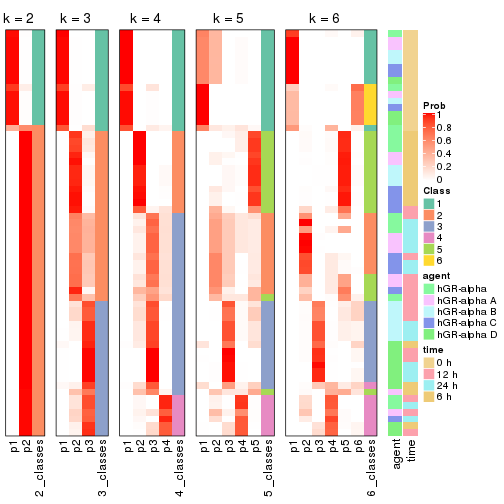 k = 2 k = 3 k = 4 k = 5 k = 6
Prob
1
0.8
0.6
0.4
0.2
0
Class
1
2
3
4
5
6
agent
hGR-alpha
hGR-alpha A
hGR-alpha B
hGR-alpha C
hGR-alpha D
time
0 h
12 h
24 h
6 h
p1 p2 2_classes p1 p2 p3 3_classes p1 p2 p3 p4 4_classes p1 p2 p3 p4 p5 5_classes p1 p2 p3 p4 p5 p6 6_classes agent time